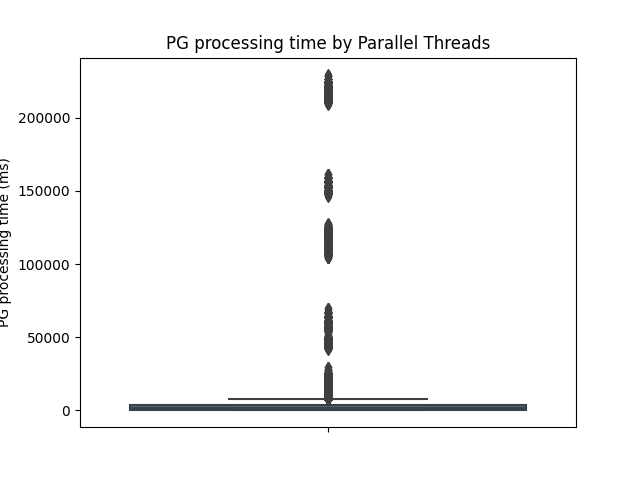 PG processing time by Parallel Threads
PG processing time (ms)
200000
150000
100000
50000
0